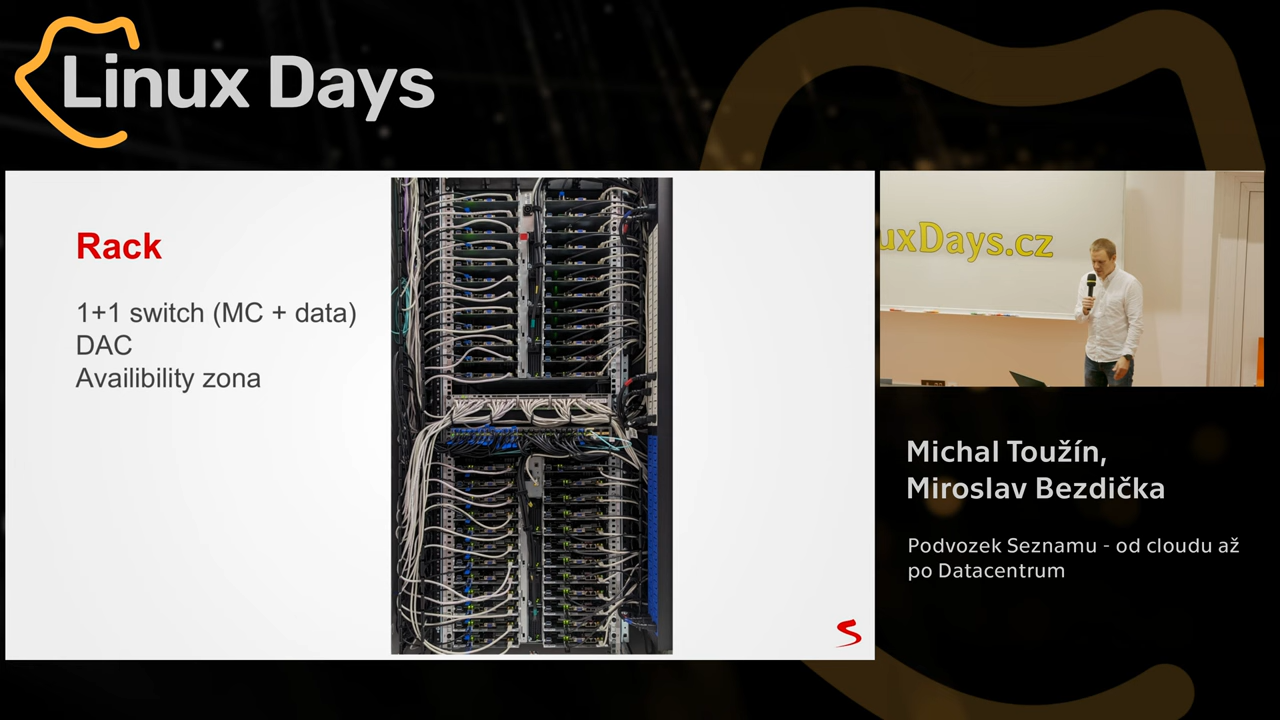 Linux Days
Rack
1+1 switch (MC + data)
DAC
Availibility zona
uxDays.cz
Michal Toužín,
Miroslav Bezdička
Podvozek Seznamu - od cloudu až
po Datacentrum